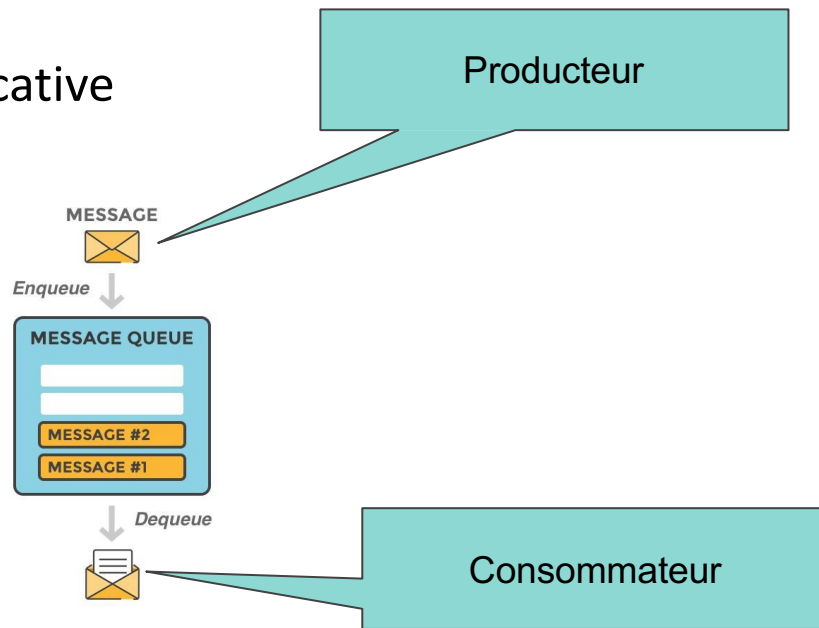 cative
Producteur
MESSAGE
Enqueue
MESSAGE QUEUE
MESSAGE #2
MESSAGE #1
Dequeue
Consommateur